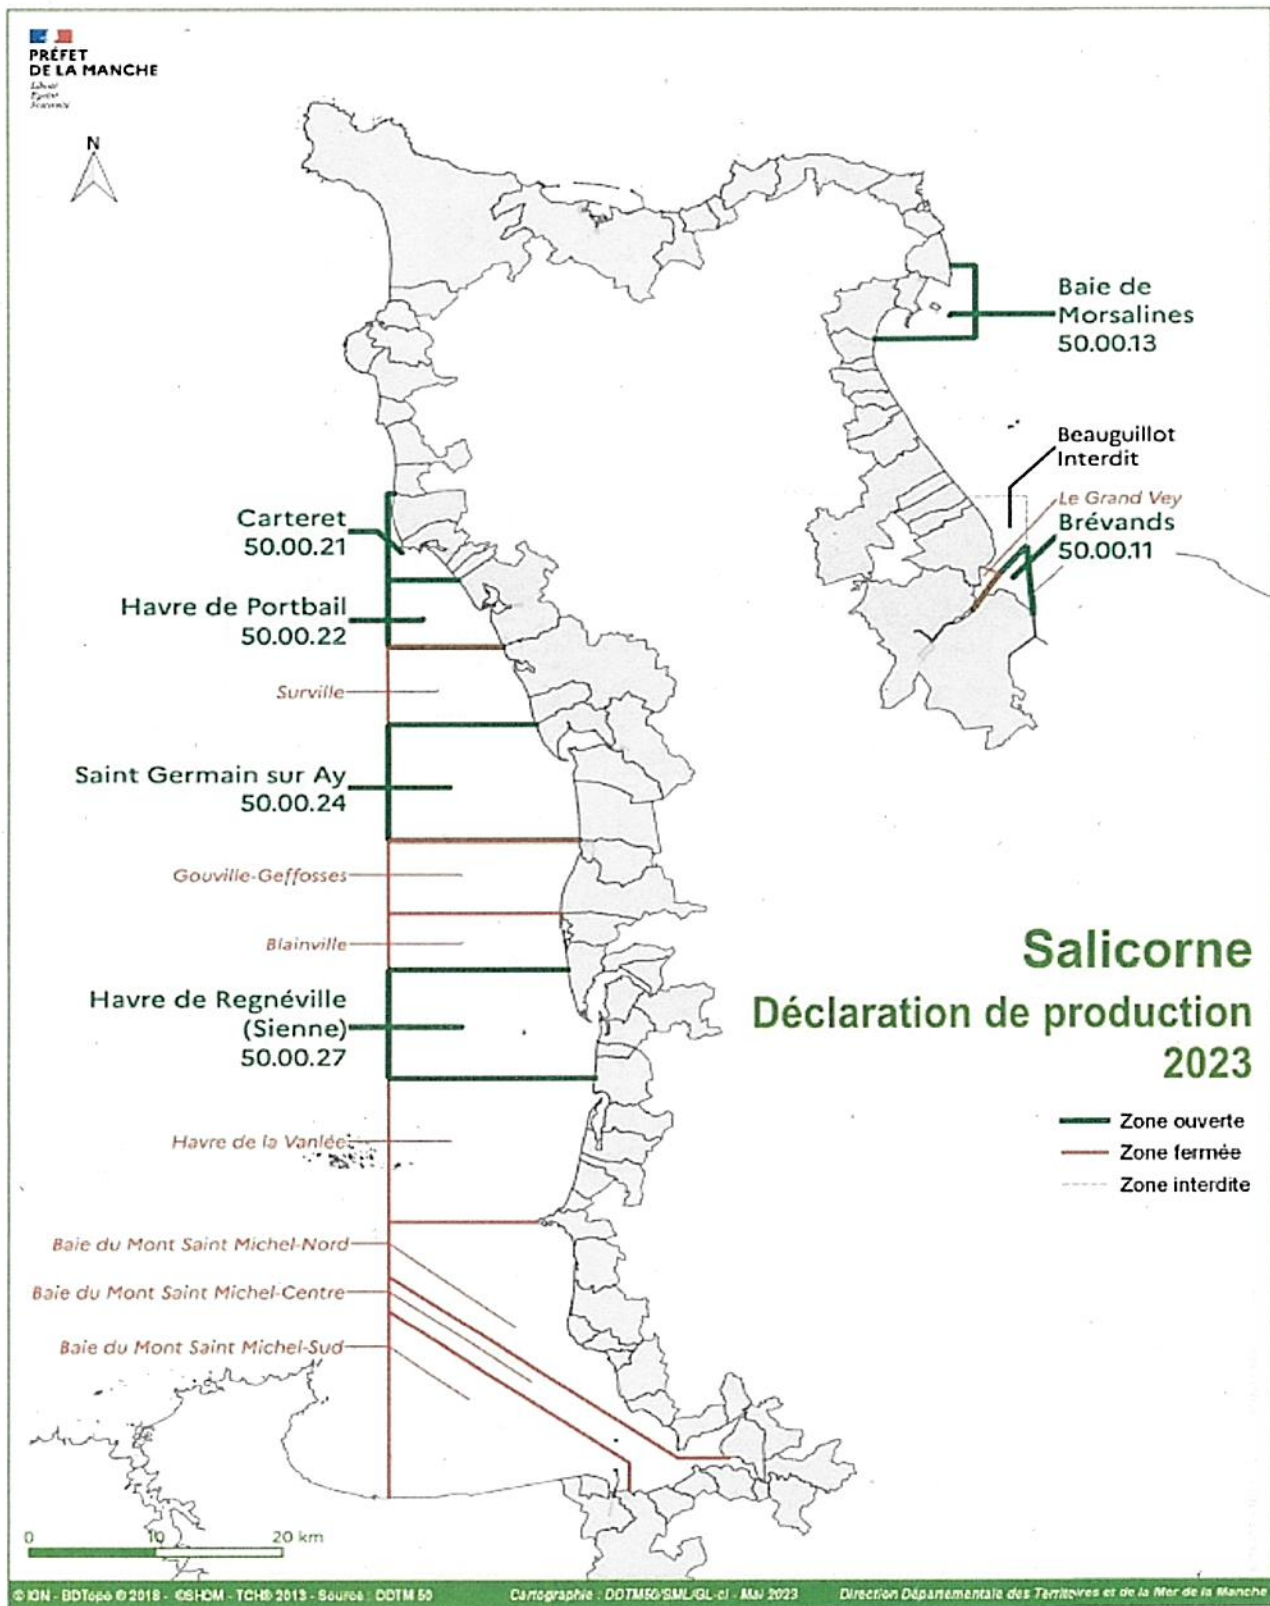 PRÉFET
DE LA MANCHE
Liberté
Égalité
Fraternité
N
Baie de
Morsalines
50.00.13
Beauguillot
Interdit
Le Grand Vey
Brévands
50.00.11
Carteret
50.00.21
Havre de Portbail
50.00.22
Surville
Saint Germain sur Ay
50.00.24
Gouville-Geffosses
Blainville
Havre de Regnéville
(Sienne)
50.00.27
Havre de la Vanlée
Baie du Mont Saint Michel-Nord
Baie du Mont Saint Michel-Centre
Baie du Mont Saint Michel-Sud
Salicorne
Déclaration de production
2023
Zone ouverte
Zone fermée
Zone interdite
0 10 20 km
© IGN - BDTopo © 2018 - ©SHOM - TCH® 2013 - Source : DDTM 50
Cartographie : DDTM50/SML/GL-cl - Mai 2023
Direction Départementale des Territoires et de la Mer de la Manche